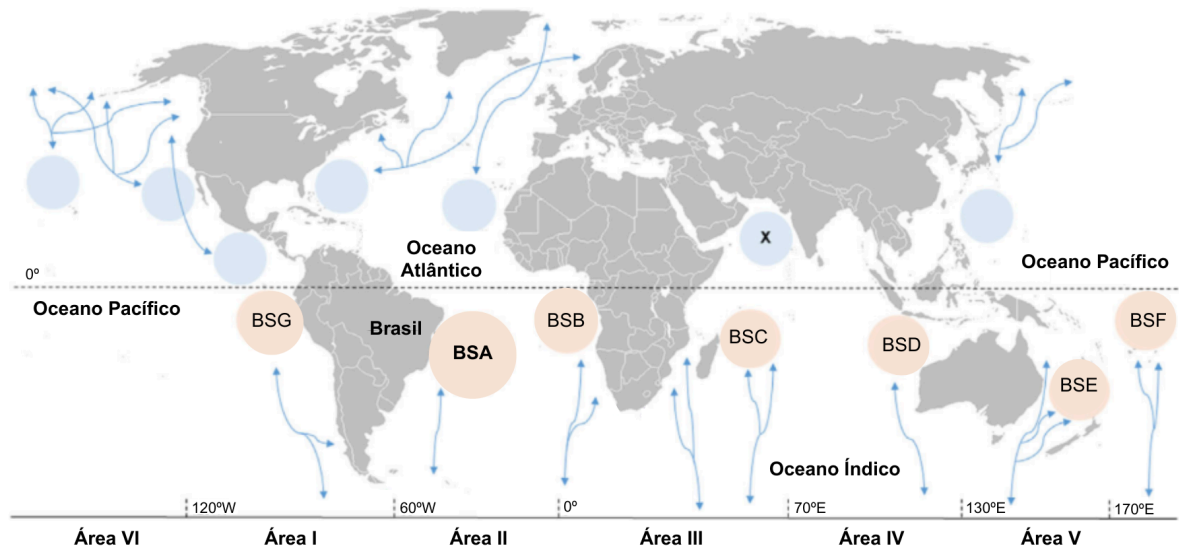 X
Oceano
Atlântico
Oceano Pacífico
0º
Oceano Pacífico
BSG
Brasil
BSA
BSB
BSC
BSD
BSE
BSF
Oceano Índico
120ºW
60ºW
0º
70ºE
130ºE
170ºE
Área VI
Área I
Área II
Área III
Área IV
Área V